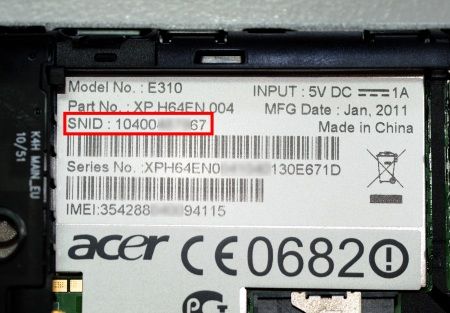 Model No. : E310 INPUT : 5V DC 1A
Part No. : XP.H64EN.004 MFG Date : Jan, 2011
SNID : 10400 67 Made in China
Series No. :XPH64EN0 130E671D
IMEI:354288 94115
acer CE0682
K4H MAIN_EU
10/51